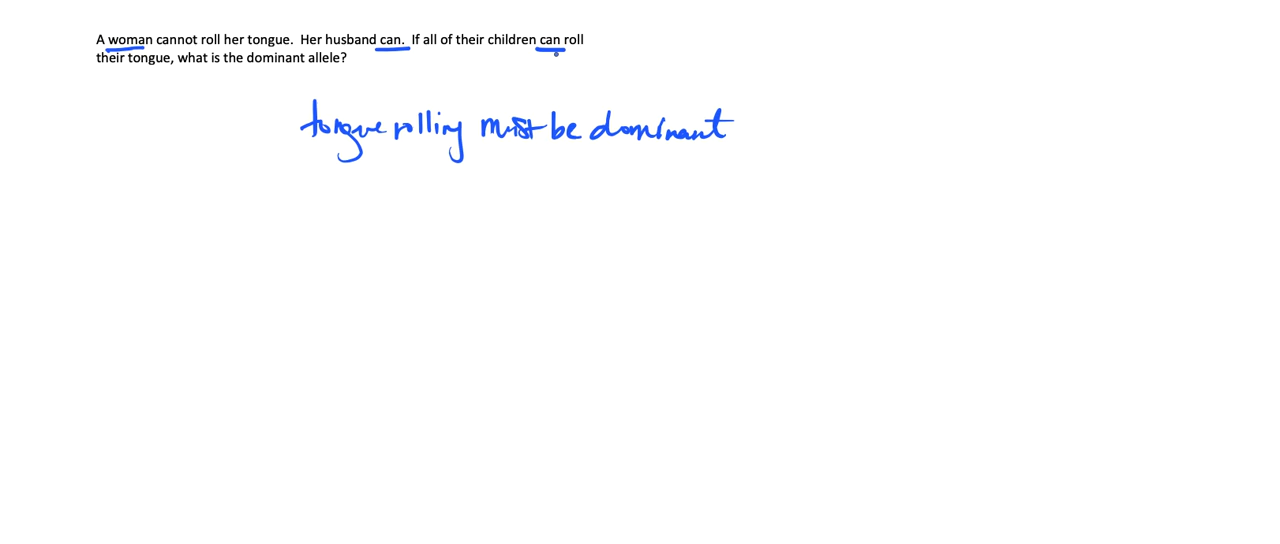 A woman cannot roll her tongue. Her husband can. If all of their children can roll
their tongue, what is the dominant allele?
tongue rolling must be dominant